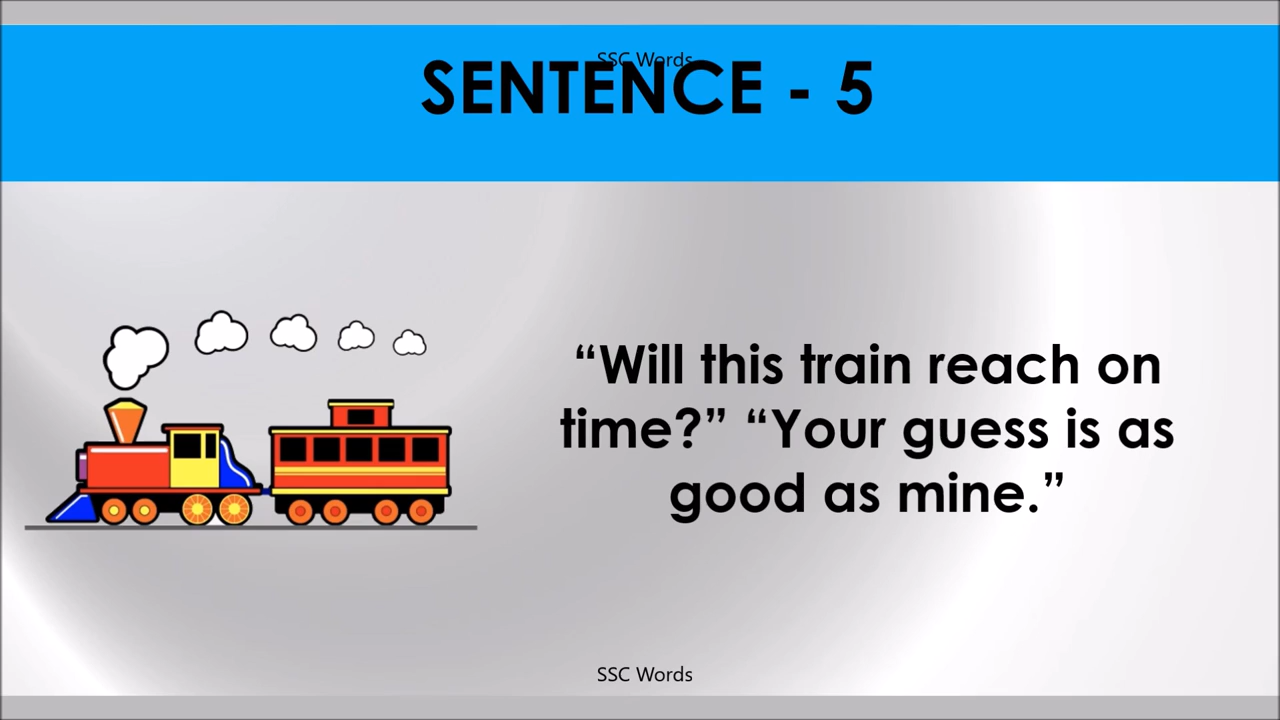 SSC Words
SENTENCE - 5
“Will this train reach on
time?” “Your guess is as
good as mine.”
SSC Words